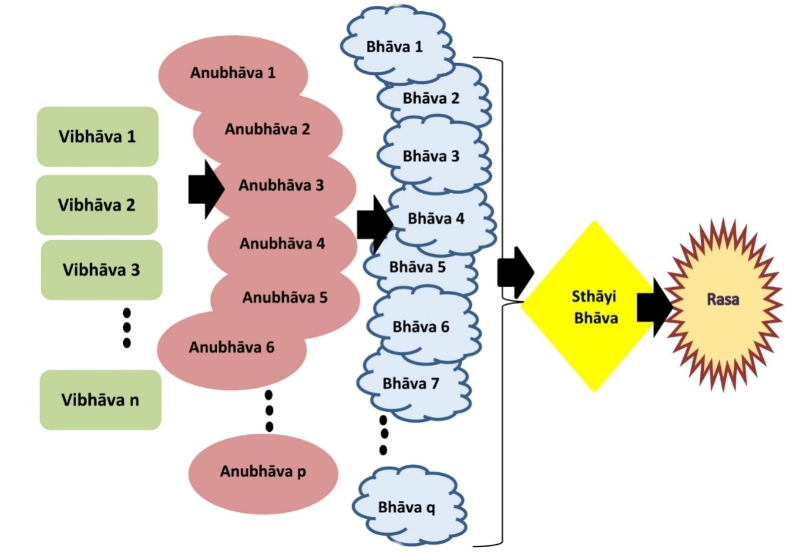 Vibhāva 1
Vibhāva 2
Vibhāva 3
Vibhāva n
Anubhāva 1
Anubhāva 2
Anubhāva 3
Anubhāva 4
Anubhāva 5
Anubhāva 6
Anubhāva p
Bhāva 1
Bhāva 2
Bhāva 3
Bhāva 4
Bhāva 5
Bhāva 6
Bhāva 7
Bhāva q
Sthāyi
Bhāva
Rasa